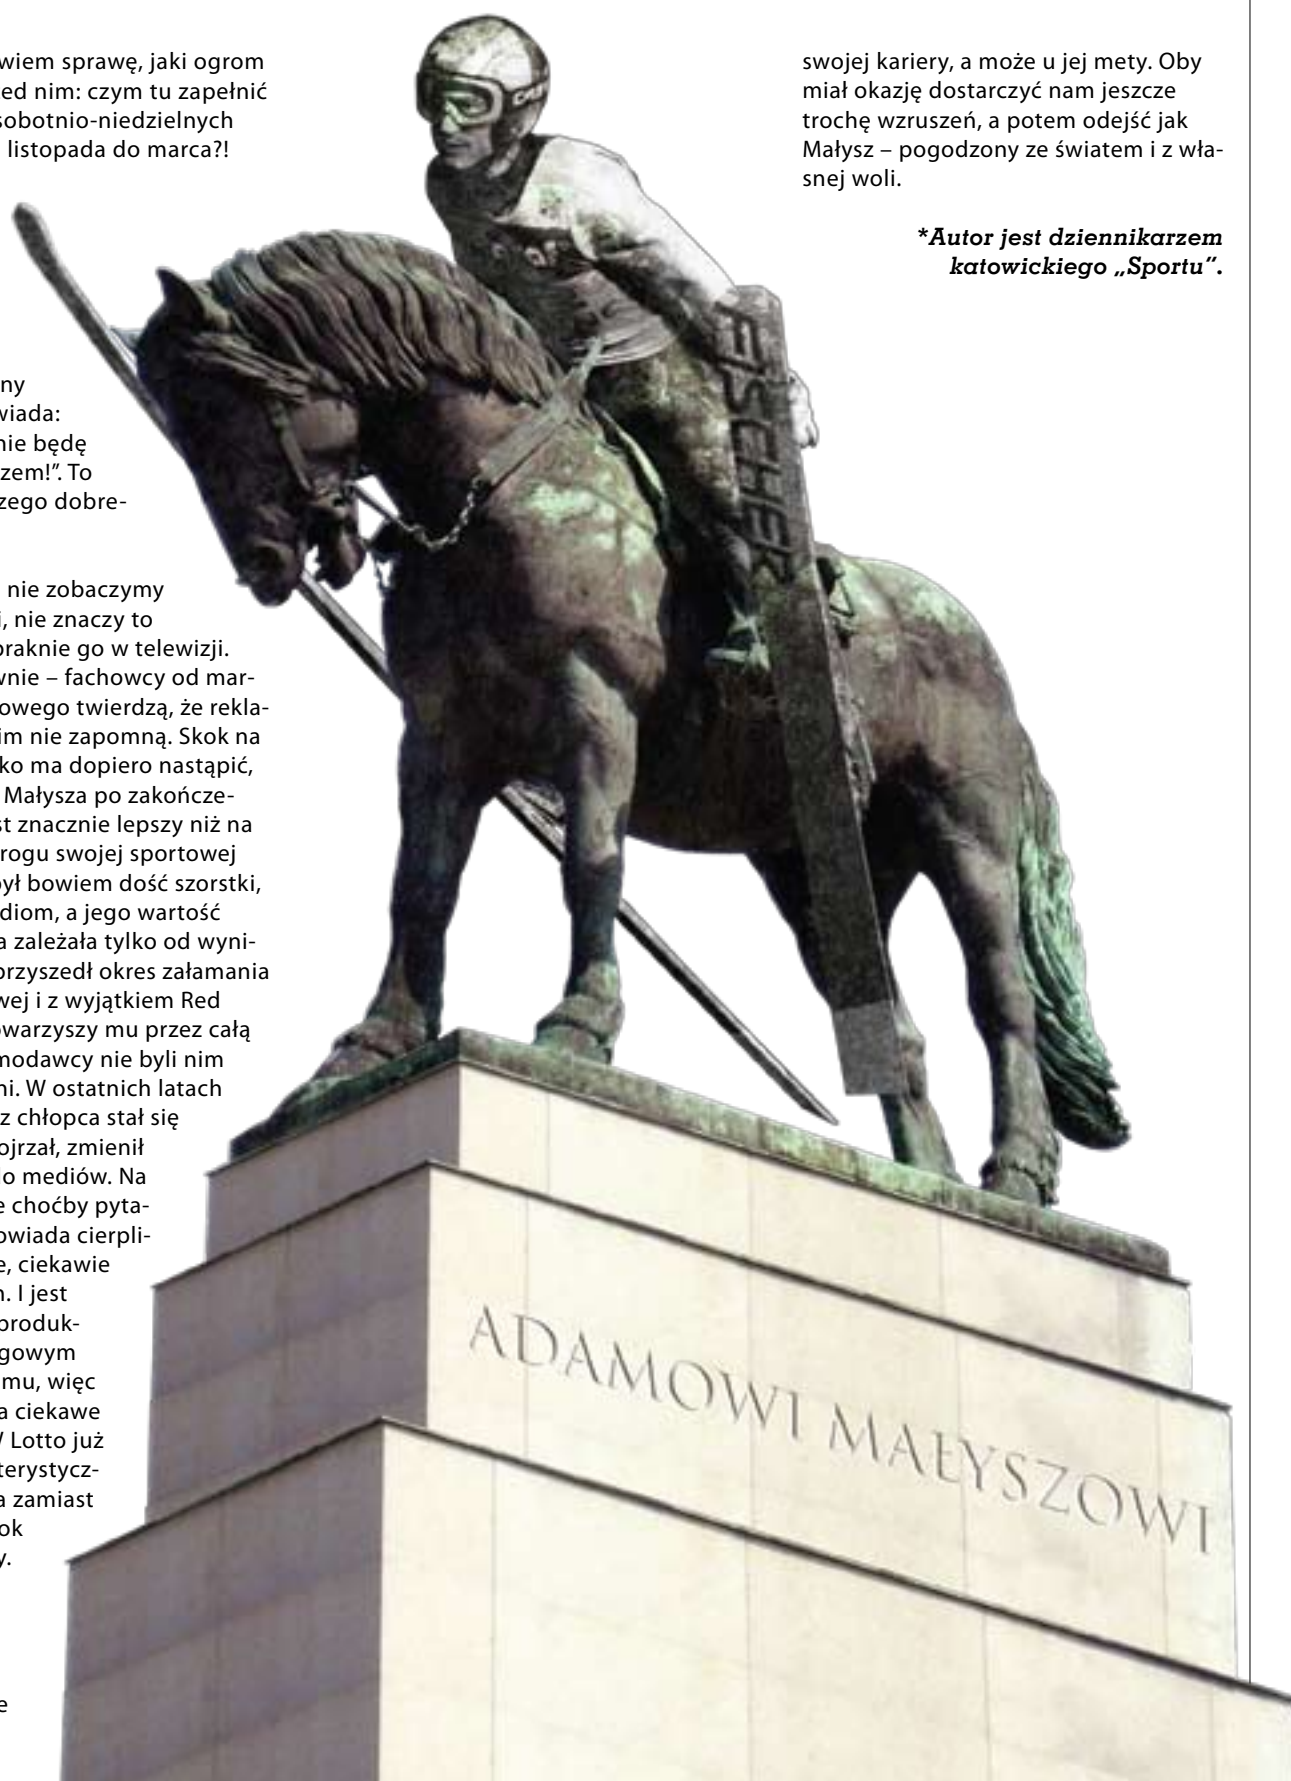 wiem sprawę, jaki ogrom
ed nim: czym tu zapełnić
sobotnio-niedzielnych
listopada do marca?!
ny
wiada:
nie będę
zem!”. To
zego dobre-
nie zobaczymy
i, nie znaczy to
braknie go w telewizji.
wnie – fachowcy od mar-
owego twierdzą, że rekla-
im nie zapomną. Skok na
ko ma dopiero nastąpić,
Małysza po zakończe-
st znacznie lepszy niż na
rogu swojej sportowej
był bowiem dość szorstki,
diom, a jego wartość
a zależała tylko od wyni-
przyszedł okres załamania
wej i z wyjątkiem Red
owarzyszy mu przez całą
modawcy nie byli nim
ni. W ostatnich latach
z chłopca stał się
ojrzał, zmienił
do mediów. Na
e choćby pyta-
owiada cierpli-
e, ciekawie
n. I jest
produk-
gowym
mu, więc
a ciekawe
W Lotto już
terystycz-
a zamiast
ok
y.
e
swojej kariery, a może u jej mety. Oby
miał okazję dostarczyć nam jeszcze
trochę wzruszeń, a potem odejść jak
Małysz – pogodzony ze światem i z wła-
snej woli.
*Autor jest dziennikarzem
katowickiego „Sportu”.
FISCHER
ADAMOWI MAŁYSZOWI